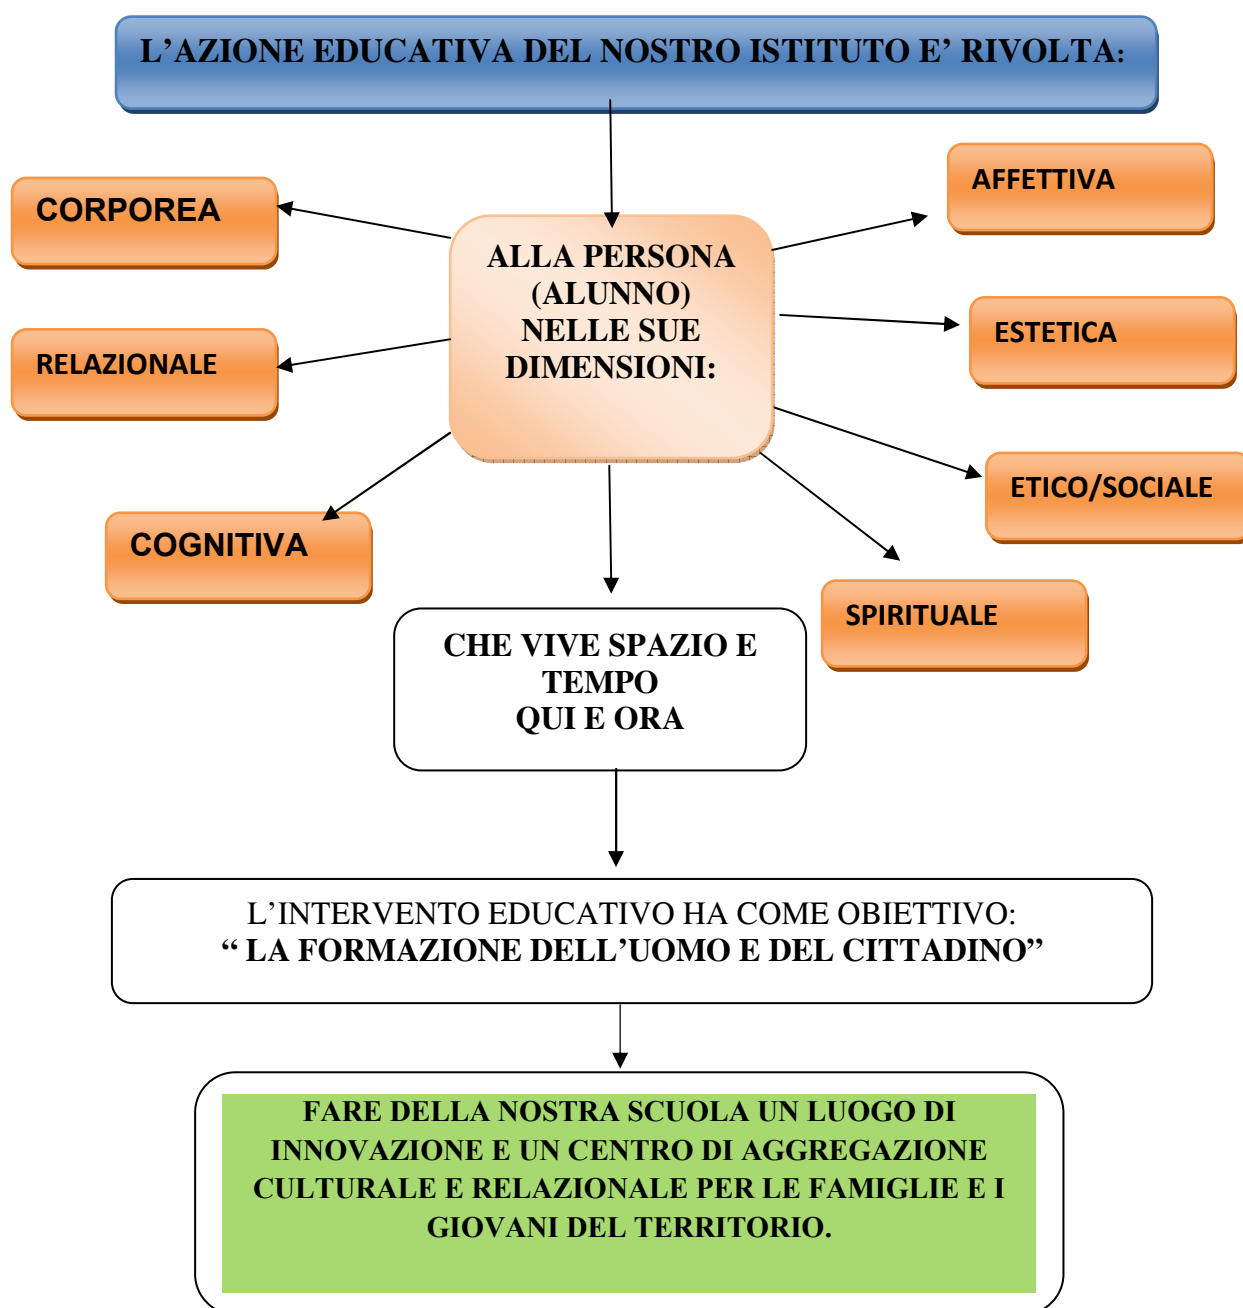 L’AZIONE EDUCATIVA DEL NOSTRO ISTITUTO E’ RIVOLTA:
CORPOREA
AFFETTIVA
ALLA PERSONA
(ALUNNO)
NELLE SUE
DIMENSIONI:
RELAZIONALE
ESTETICA
COGNITIVA
ETICO/SOCIALE
SPIRITUALE
CHE VIVE SPAZIO E
TEMPO
QUI E ORA
L’INTERVENTO EDUCATIVO HA COME OBIETTIVO:
“ LA FORMAZIONE DELL’UOMO E DEL CITTADINO”
FARE DELLA NOSTRA SCUOLA UN LUOGO DI
INNOVAZIONE E UN CENTRO DI AGGREGAZIONE
CULTURALE E RELAZIONALE PER LE FAMIGLIE E I
GIOVANI DEL TERRITORIO.